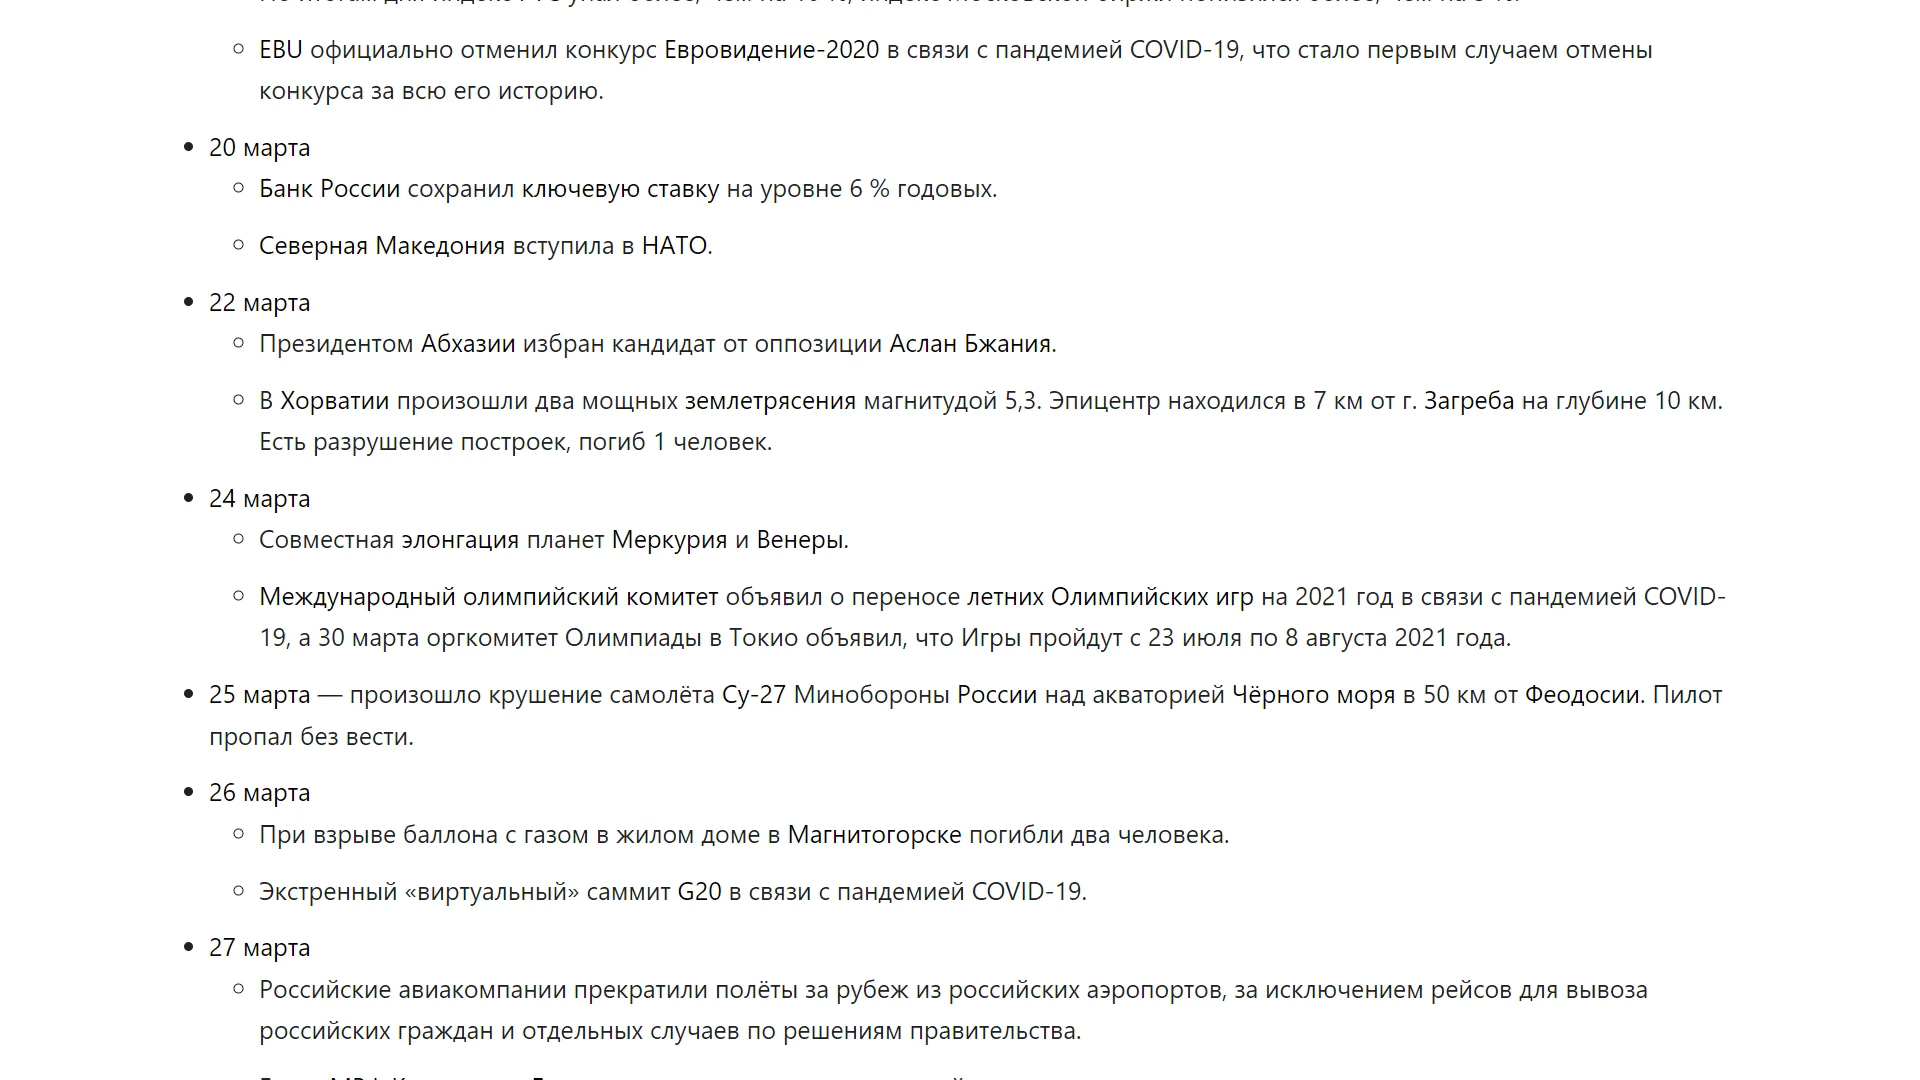 EBU официально отменил конкурс Евровидение-2020 в связи с пандемией COVID-19, что стало первым случаем отмены
конкурса за всю его историю.
20 марта
Банк России сохранил ключевую ставку на уровне 6 % годовых.
Северная Македония вступила в НАТО.
22 марта
Президентом Абхазии избран кандидат от оппозиции Аслан Бжания.
В Хорватии произошли два мощных землетрясения магнитудой 5,3. Эпицентр находился в 7 км от г. Загреба на глубине 10 км.
Есть разрушение построек, погиб 1 человек.
24 марта
Совместная элонгация планет Меркурия и Венеры.
Международный олимпийский комитет объявил о переносе летних Олимпийских игр на 2021 год в связи с пандемией COVID-
19, а 30 марта оргкомитет Олимпиады в Токио объявил, что Игры пройдут с 23 июля по 8 августа 2021 года.
25 марта — произошло крушение самолёта Су-27 Минобороны России над акваторией Чёрного моря в 50 км от Феодосии. Пилот
пропал без вести.
26 марта
При взрыве баллона с газом в жилом доме в Магнитогорске погибли два человека.
Экстренный «виртуальный» саммит G20 в связи с пандемией COVID-19.
27 марта
Российские авиакомпании прекратили полёты за рубеж из российских аэропортов, за исключением рейсов для вывоза
российских граждан и отдельных случаев по решениям правительства.